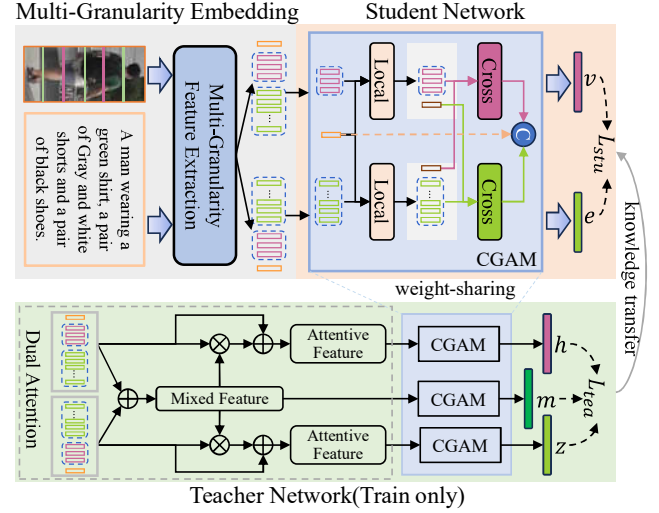 Multi-Granularity Embedding
Student Network
A man wearing a
green shirt, a pair
of Gray and white
shorts and a pair
of black shoes.
Multi-Granularity
Feature Extraction
Local
Cross
Local
Cross
C
CGAM
v
L_stu
e
knowledge transfer
weight-sharing
Dual Attention
Attentive
Feature
Mixed Feature
Attentive
Feature
CGAM
CGAM
CGAM
h
m
z
L_tea
Teacher Network(Train only)